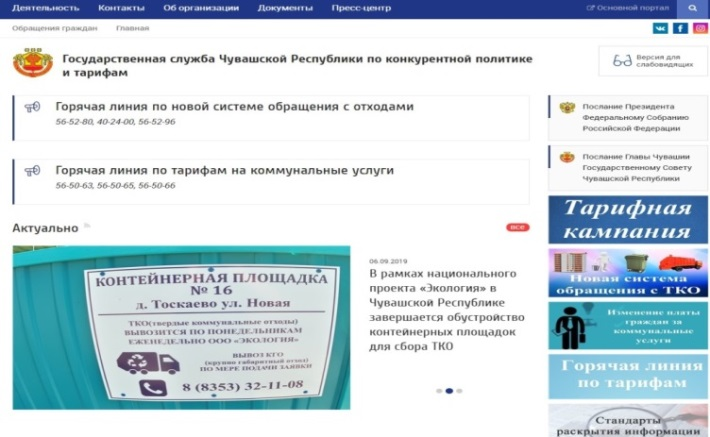 Деятельность Контакты Об организации Документы Пресс-центр Основной портал
Обращения граждан Главная
Государственная служба Чувашской Республики по конкурентной политике
и тарифам
Версия для
слабовидящих
Горячая линия по новой системе обращения с отходами
56-52-80, 40-24-00, 56-52-96
Горячая линия по тарифам на коммунальные услуги
56-50-63, 56-50-65, 56-50-66
Послание Президента
Федеральному Собранию
Российской Федерации
Послание Главы Чувашии
Государственному Совету
Чувашской Республики
Актуально
ВСЕ
КОНТЕЙНЕРНАЯ ПЛОЩАДКА
№ 16
д. Тоскаево ул. Новая
ТКО(твердые коммунальные отходы)
ВЫВОЗИТСЯ ПО ПОНЕДЕЛЬНИКАМ
ЕЖЕНЕДЕЛЬНО ООО «ЭКОЛОГИЯ»
ВЫВОЗ КГО
(крупно габаритный отход)
ПО МЕРЕ ПОДАЧИ ЗАЯВКИ
8 (8353) 32-11-08
06.09.2019
В рамках национального
проекта «Экология» в
Чувашской Республике
завершается обустройство
контейнерных площадок
для сбора ТКО
Тарифная
кампания
Новая система
обращения с ТКО
Изменение платы
граждан за
коммунальные
услуги
Горячая линия
по тарифам
Стандарты
раскрытия информации